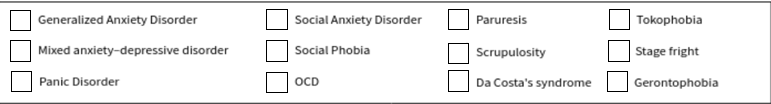 Generalized Anxiety Disorder Social Anxiety Disorder Paruresis Tokophobia
Mixed anxiety–depressive disorder Social Phobia Scrupulosity Stage fright
Panic Disorder OCD Da Costa's syndrome Gerontophobia